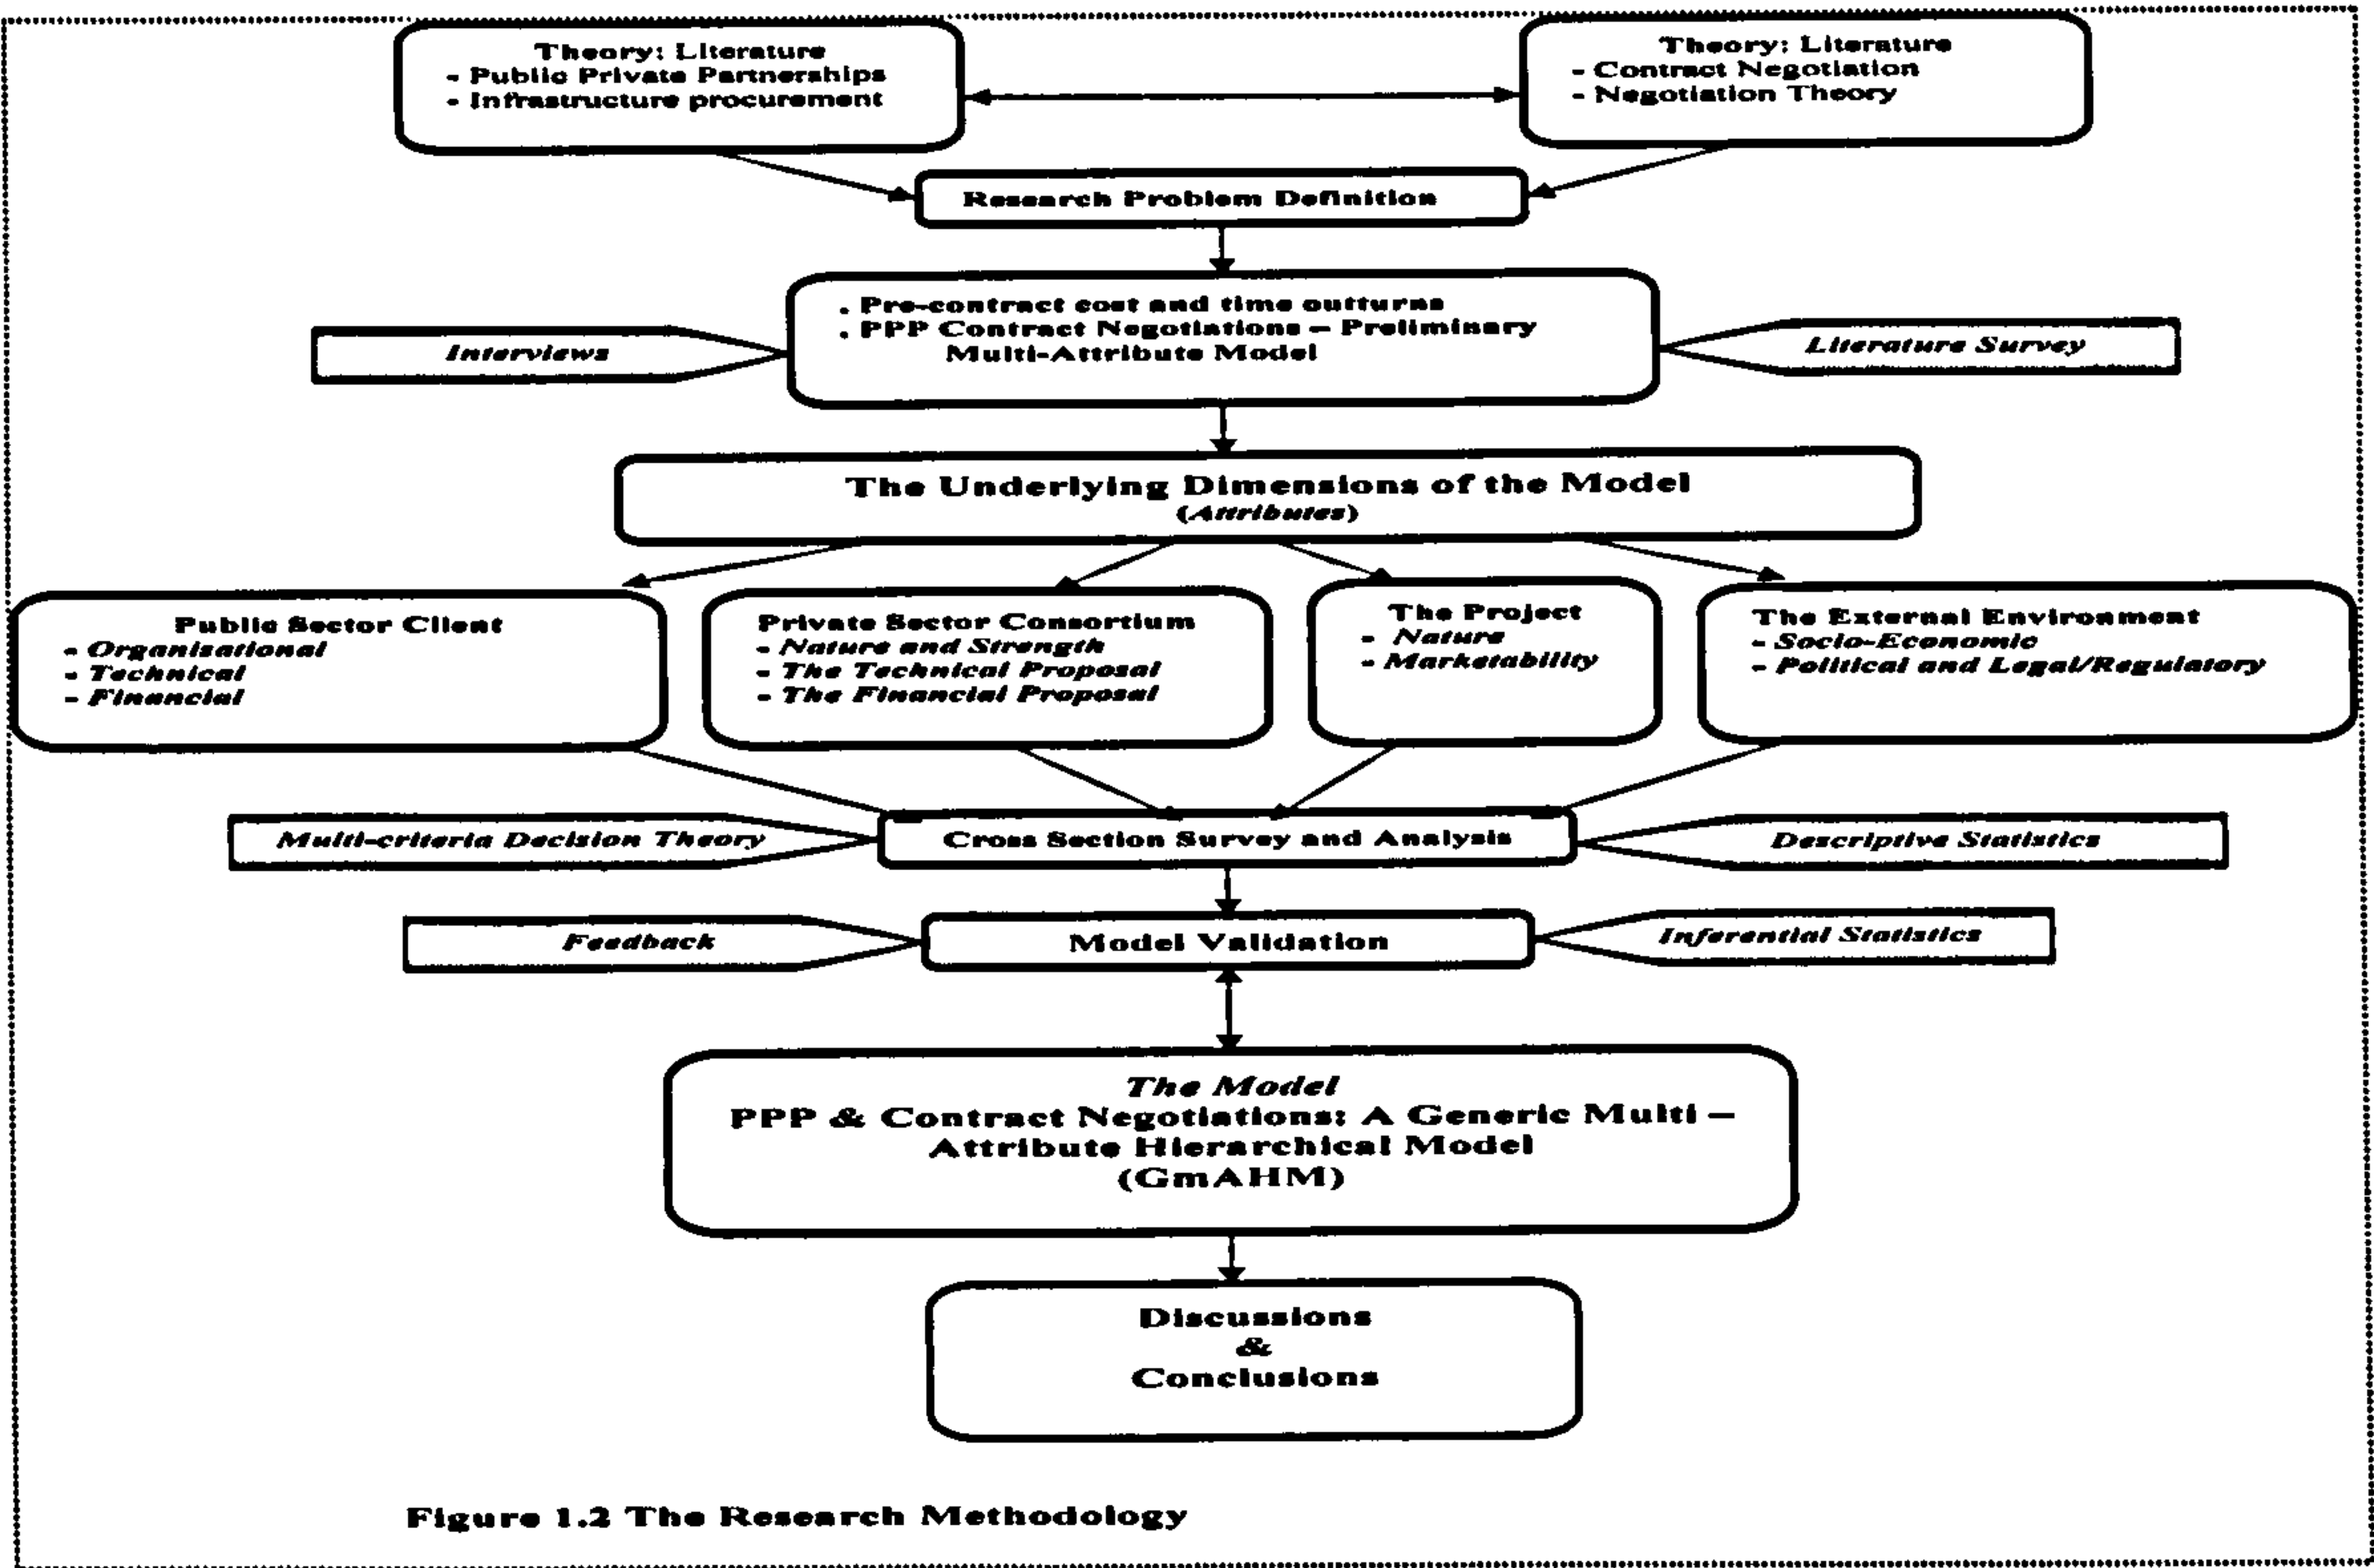 Theory: Literature
- Public Private Partnerships
- Infrastructure procurement
Theory: Literature
- Contract Negotiation
- Negotiation Theory
Research Problem Definition
. Pre-contract cost and time outturns
. PPP Contract Negotiations – Preliminary
Multi-Attribute Model
Interviews
Literature Survey
The Underlying Dimensions of the Model
(Attributes)
Public Sector Client
- Organisational
- Technical
- Financial
Private Sector Consortium
- Nature and Strength
- The Technical Proposal
- The Financial Proposal
The Project
- Nature
- Marketability
The External Environment
- Socio-Economic
- Political and Legal/Regulatory
Multi-criteria Decision Theory
Cross Section Survey and Analysis
Descriptive Statistics
Feedback
Model Validation
Inferential Statistics
The Model
PPP & Contract Negotiations: A Generic Multi –
Attribute Hierarchical Model
(GmAHM)
Discussions
&
Conclusions
Figure 1.2 The Research Methodology